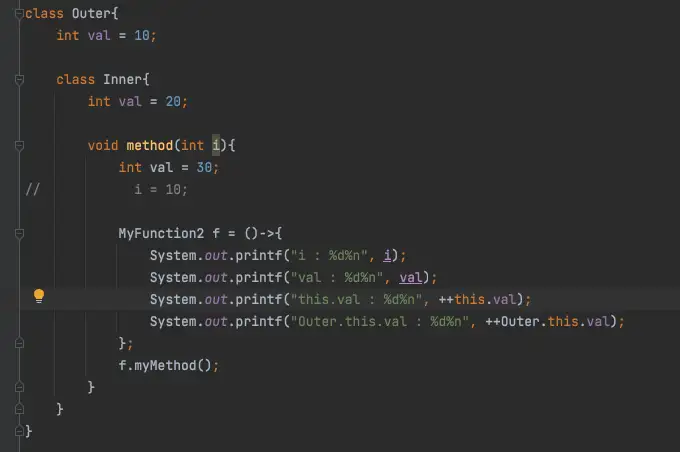 class Outer{
    int val = 10;
    class Inner{
        int val = 20;
        void method(int i){
            int val = 30;
//            i = 10;
            MyFunction2 f = ()->{
                System.out.printf("i : %d%n", i);
                System.out.printf("val : %d%n", val);
                System.out.printf("this.val : %d%n", ++this.val);
                System.out.printf("Outer.this.val : %d%n", ++Outer.this.val);
            };
            f.myMethod();
        }
    }
}